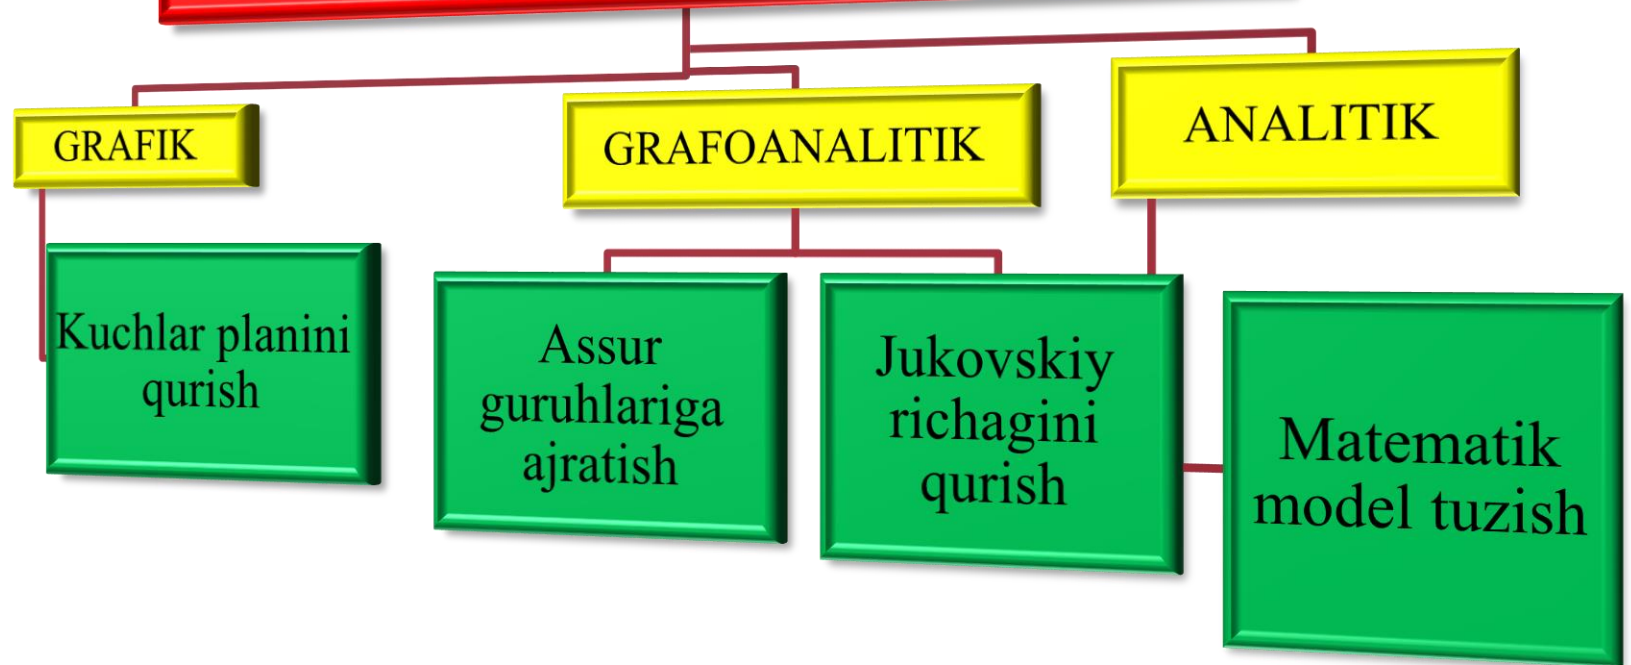 GRAFIK
GRAFOANALITIK
ANALITIK
Kuchlar planini
qurish
Assur
guruhlariga
ajratish
Jukovskiy
richagini
qurish
Matematik
model tuzish